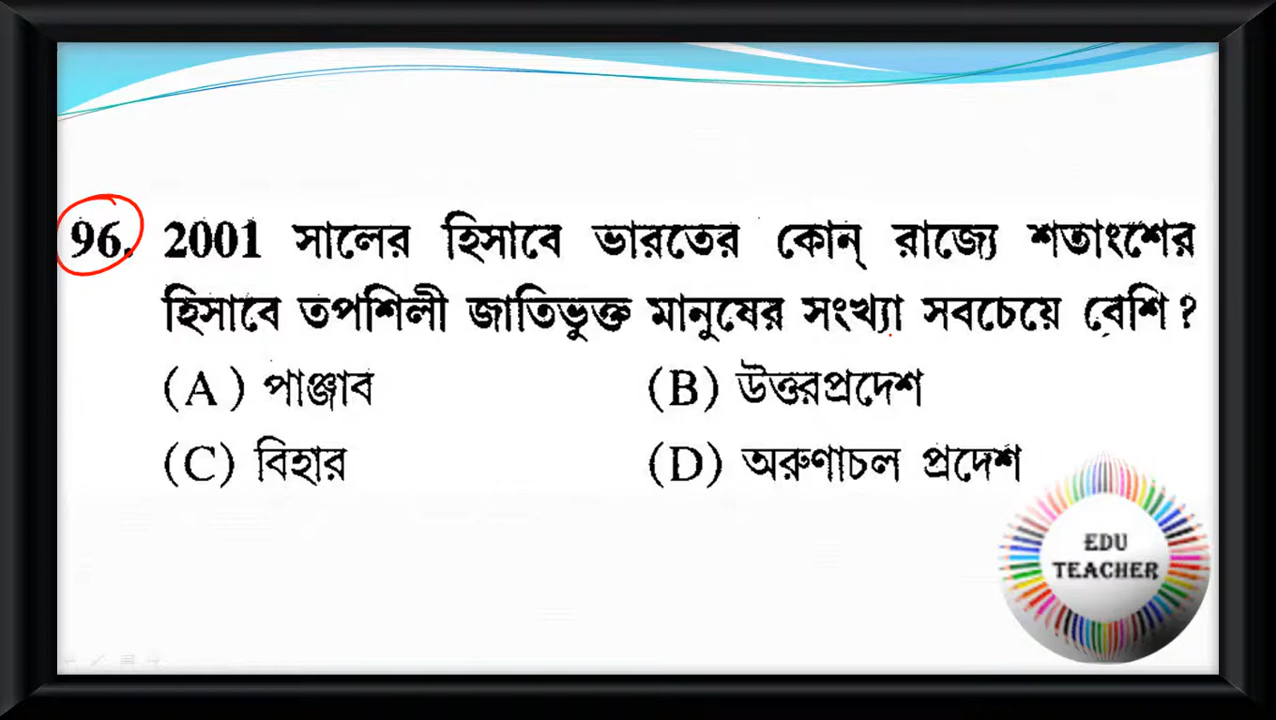 96. 2001 সালের হিসাবে ভারতের কোন্ রাজ্যে শতাংশের
হিসাবে তপশিলী জাতিভুক্ত মানুষের সংখ্যা সবচেয়ে বেশি ?
(A) পাঞ্জাব (B) উত্তরপ্রদেশ
(C) বিহার (D) অরুণাচল প্রদেশ
EDU
TEACHER